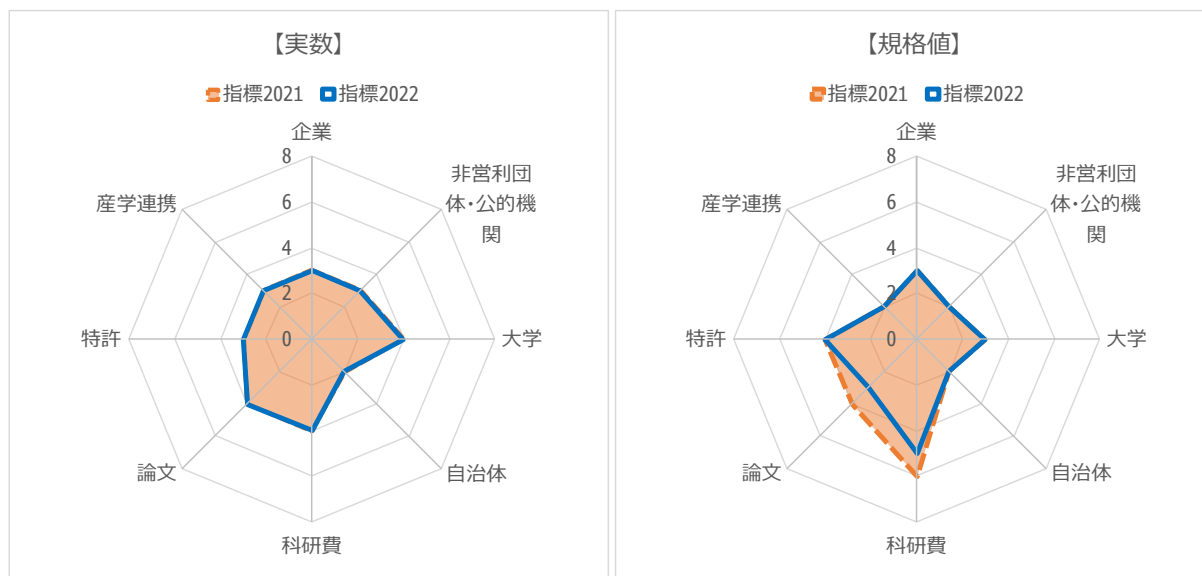 【実数】
指標2021 指標2022
企業
8
非営利団
体・公的機
関
6
産学連携
4
2
特許
0
大学
論文
自治体
科研費
【規格値】
指標2021 指標2022
企業
8
非営利団
体・公的機
関
6
産学連携
4
2
特許
0
大学
論文
自治体
科研費